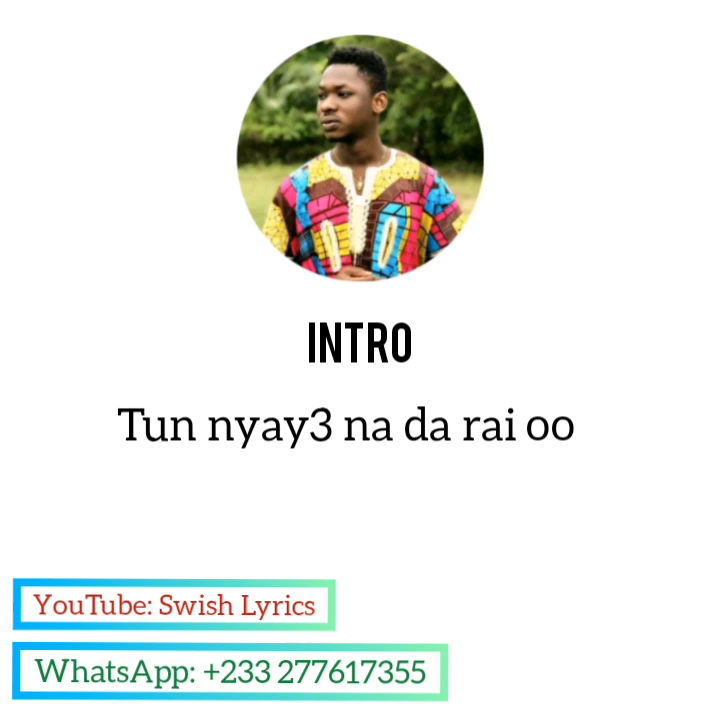 INTRO
Tun nyay3 na da rai oo
YouTube: Swish Lyrics
WhatsApp: +233 277617355